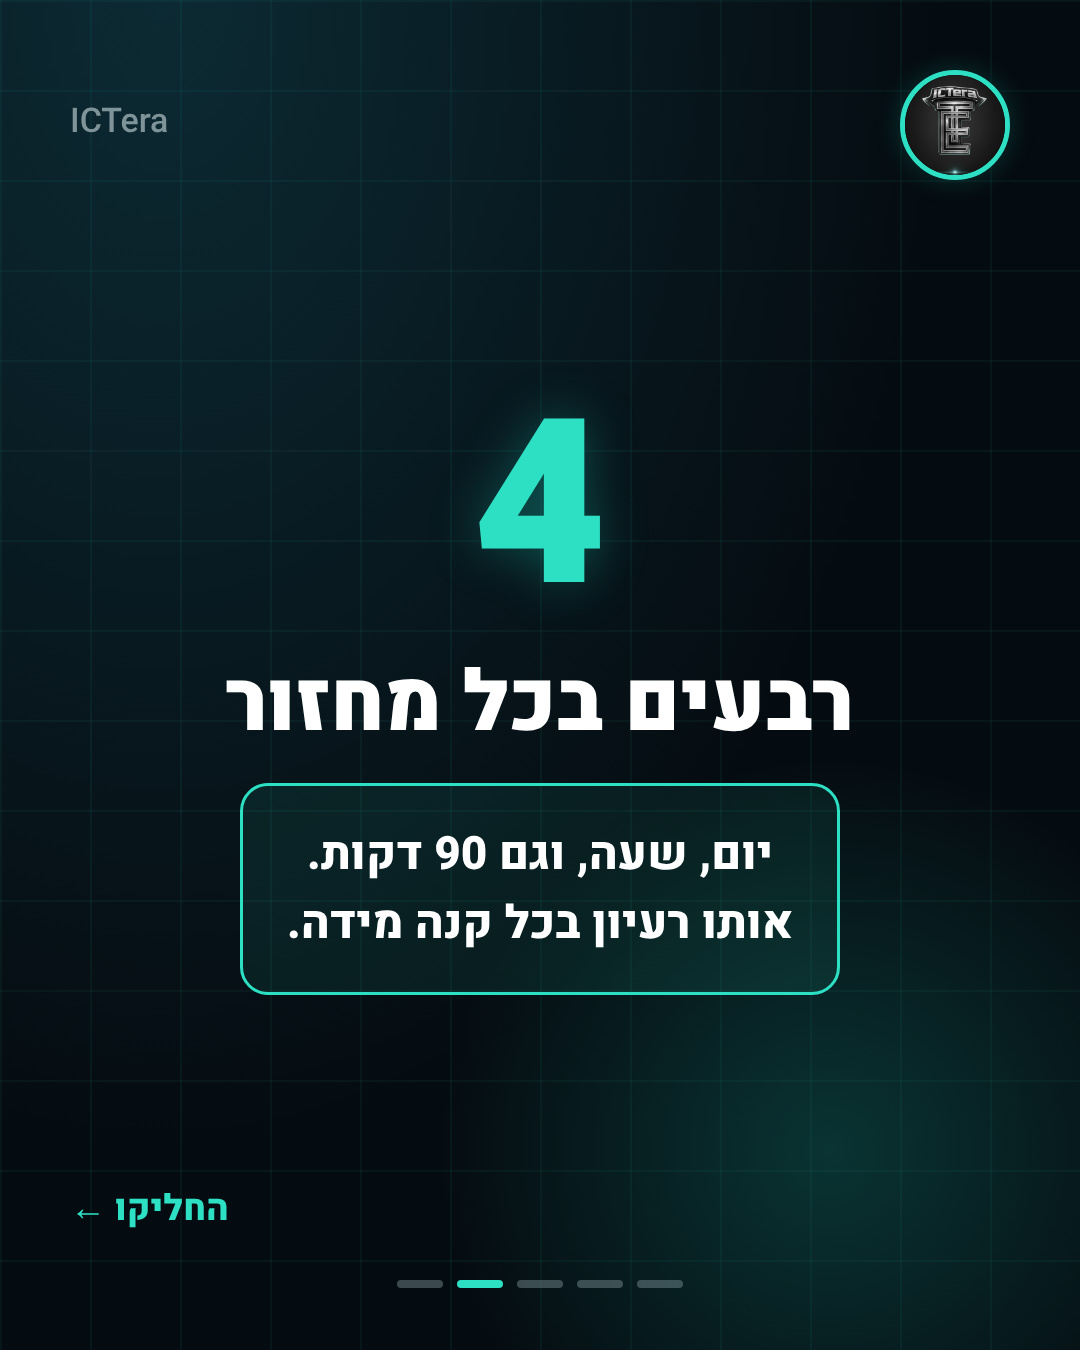 ICTera
ICTera
4
רבעים בכל מחזור
יום, שעה, וגם 90 דקות.
אותו רעיון בכל קנה מידה.
החליקו ←